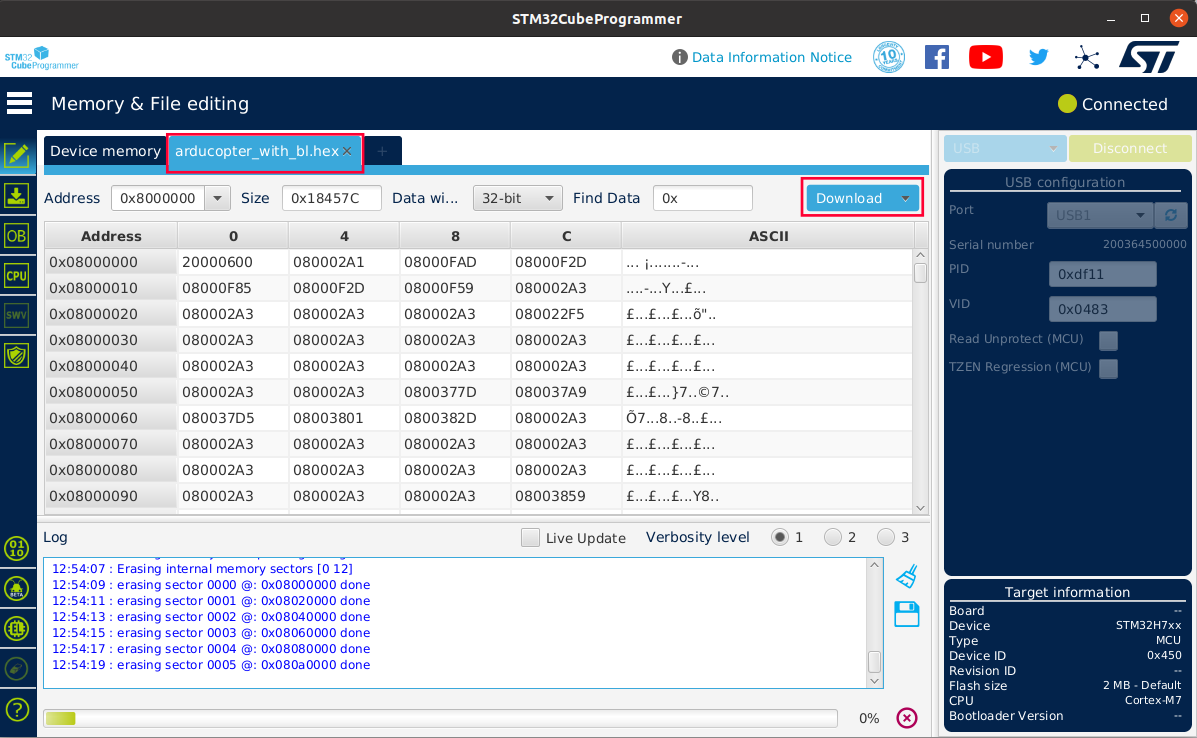 STM32CubeProgrammer
STM32
CubeProgrammer
Data Information Notice
10
Memory & File editing
Connected
Device memory arducopter_with_bl.hex × +
USB Disconnect
Address 0x8000000 Size 0x18457C Data wi... 32-bit Find Data 0x Download
USB configuration
Port USB1
Serial number 200364500000
PID 0xdf11
VID 0x0483
Read Unprotect (MCU)
TZEN Regression (MCU)
OB
CPU
SWV
Address 0 4 8 C ASCII
0x08000000 20000600 080002A1 08000FAD 08000F2D ... ¡.......-...
0x08000010 08000F85 08000F2D 08000F59 080002A3 ....-...Y...£...
0x08000020 080002A3 080002A3 080002A3 080022F5 £...£...£...õ"..
0x08000030 080002A3 080002A3 080002A3 080002A3 £...£...£...£...
0x08000040 080002A3 080002A3 080002A3 080002A3 £...£...£...£...
0x08000050 080002A3 080002A3 0800377D 080037A9 £...£...}7..©7..
0x08000060 080037D5 08003801 0800382D 080002A3 Õ7...8..-8..£...
0x08000070 080002A3 080002A3 080002A3 080002A3 £...£...£...£...
0x08000080 080002A3 080002A3 080002A3 080002A3 £...£...£...£...
0x08000090 080002A3 080002A3 080002A3 08003859 £...£...£...Y8..
Log Live Update Verbosity level 1 2 3
12:54:07 : Erasing internal memory sectors [0 12]
12:54:09 : erasing sector 0000 @: 0x08000000 done
12:54:11 : erasing sector 0001 @: 0x08020000 done
12:54:13 : erasing sector 0002 @: 0x08040000 done
12:54:15 : erasing sector 0003 @: 0x08060000 done
12:54:17 : erasing sector 0004 @: 0x08080000 done
12:54:19 : erasing sector 0005 @: 0x080a0000 done
0%
01
10
BETA
?
Target information
Board --
Device STM32H7xx
Type MCU
Device ID 0x450
Revision ID --
Flash size 2 MB - Default
CPU Cortex-M7
Bootloader Version --